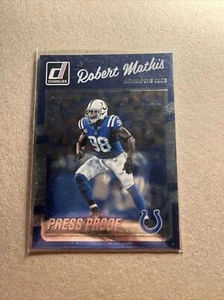 DONRUSS
Robert Mathis
98
PRESS PROOF